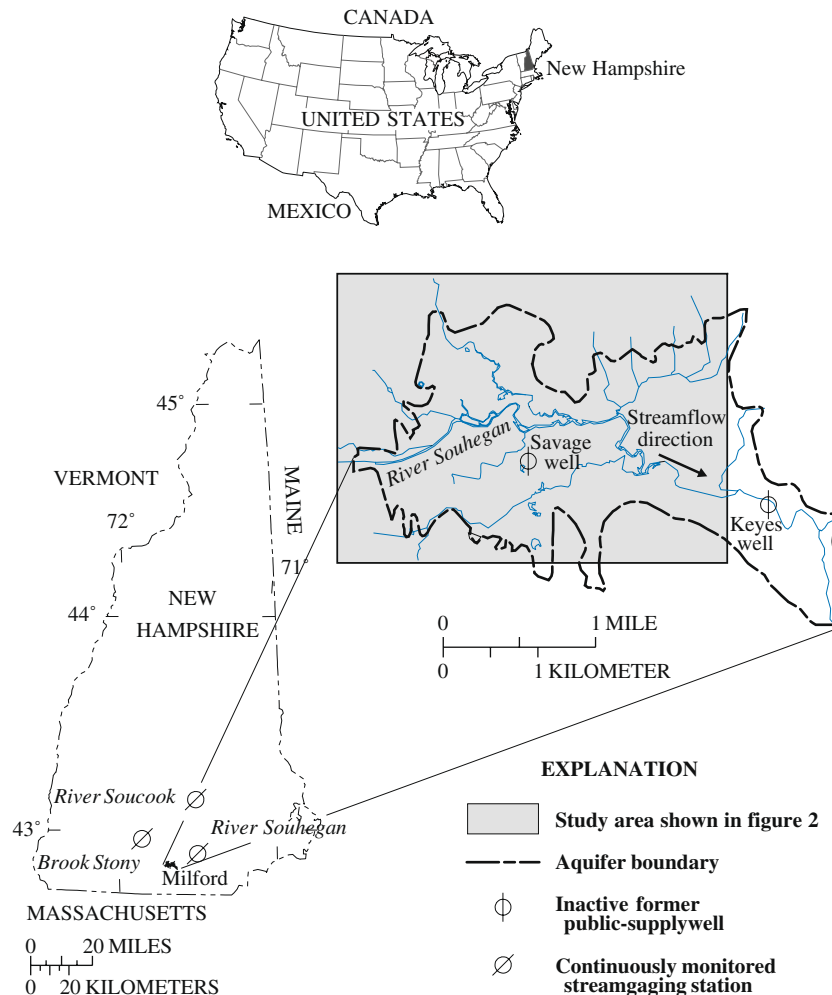 CANADA
New Hampshire
UNITED STATES
MEXICO
45°
VERMONT
MAINE
72°
71°
44°
NEW
HAMPSHIRE
River Soucook
43°
River Souhegan
Brook Stony
Milford
MASSACHUSETTS
0 20 MILES
0 20 KILOMETERS
River Souhegan
Savage
well
Streamflow
direction
Keyes
well
0 1 MILE
0 1 KILOMETER
EXPLANATION
Study area shown in figure 2
Aquifer boundary
Inactive former
public-supplywell
Continuously monitored
streamgaging station